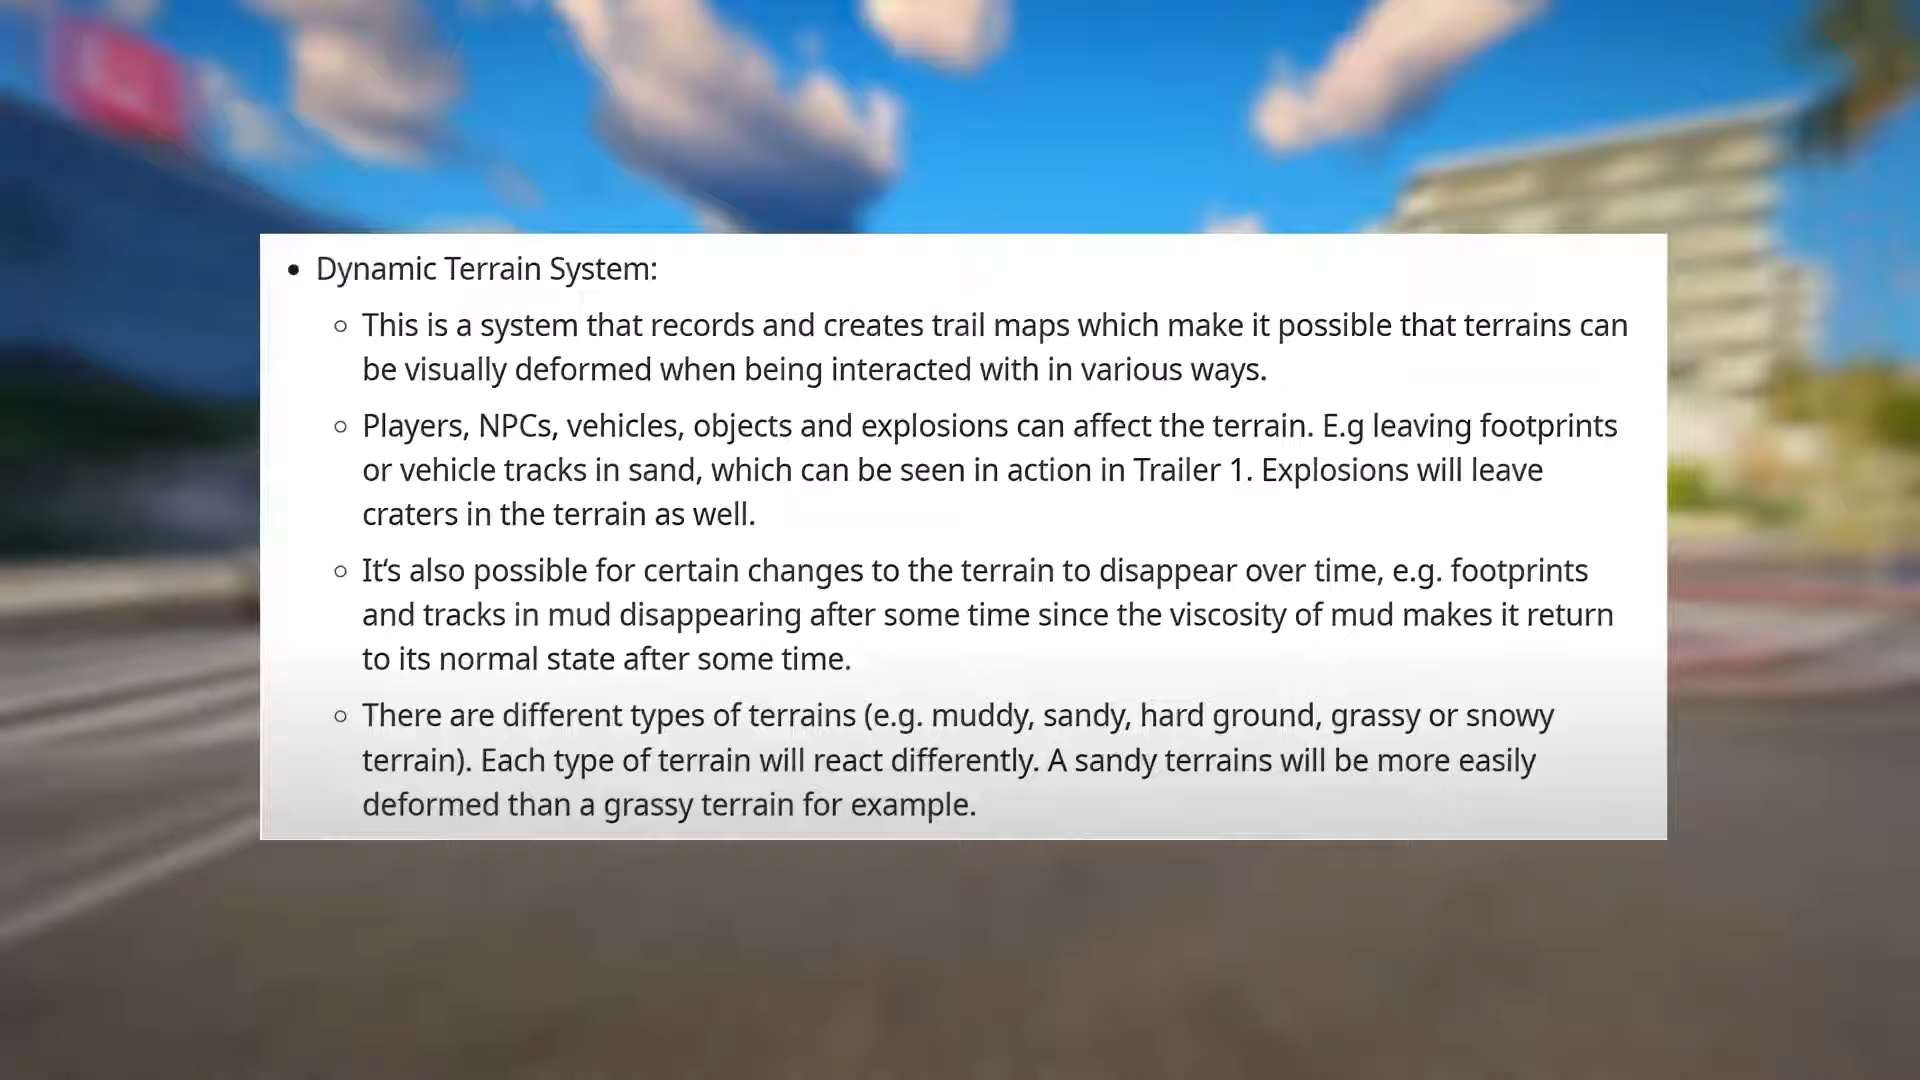 Dynamic Terrain System:
This is a system that records and creates trail maps which make it possible that terrains can
be visually deformed when being interacted with in various ways.
Players, NPCs, vehicles, objects and explosions can affect the terrain. E.g leaving footprints
or vehicle tracks in sand, which can be seen in action in Trailer 1. Explosions will leave
craters in the terrain as well.
It‘s also possible for certain changes to the terrain to disappear over time, e.g. footprints
and tracks in mud disappearing after some time since the viscosity of mud makes it return
to its normal state after some time.
There are different types of terrains (e.g. muddy, sandy, hard ground, grassy or snowy
terrain). Each type of terrain will react differently. A sandy terrains will be more easily
deformed than a grassy terrain for example.